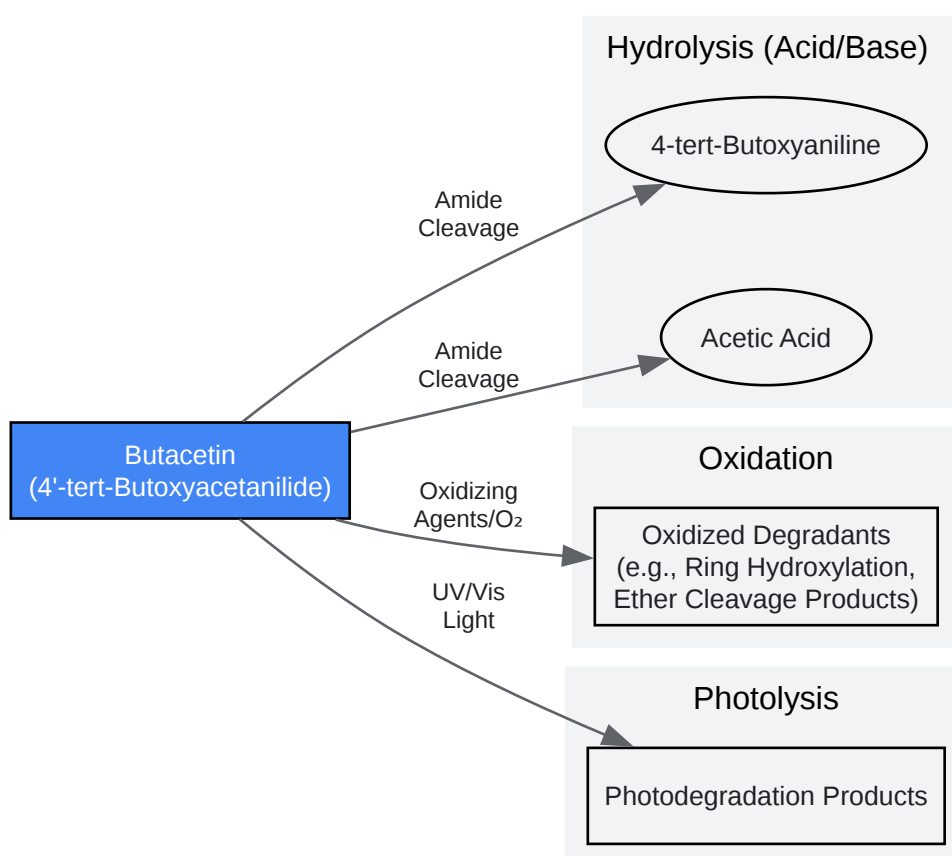 Hydrolysis (Acid/Base)
4-tert-Butoxyaniline
Amide
Cleavage
Acetic Acid
Amide
Cleavage
Butacetin
(4'-tert-Butoxyacetanilide)
Oxidation
Oxidizing
Agents/O₂
Oxidized Degradants
(e.g., Ring Hydroxylation,
Ether Cleavage Products)
UV/Vis
Light
Photolysis
Photodegradation Products